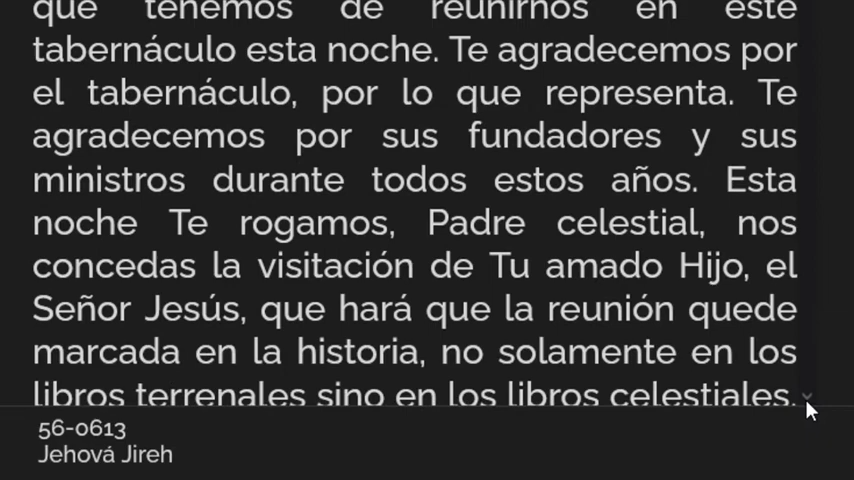 que tenemos de reunirnos en este
tabernáculo esta noche. Te agradecemos por
el tabernáculo, por lo que representa. Te
agradecemos por sus fundadores y sus
ministros durante todos estos años. Esta
noche Te rogamos, Padre celestial, nos
concedas la visitación de Tu amado Hijo, el
Señor Jesús, que hará que la reunión quede
marcada en la historia, no solamente en los
libros terrenales sino en los libros celestiales.
56-0613
Jehová Jireh